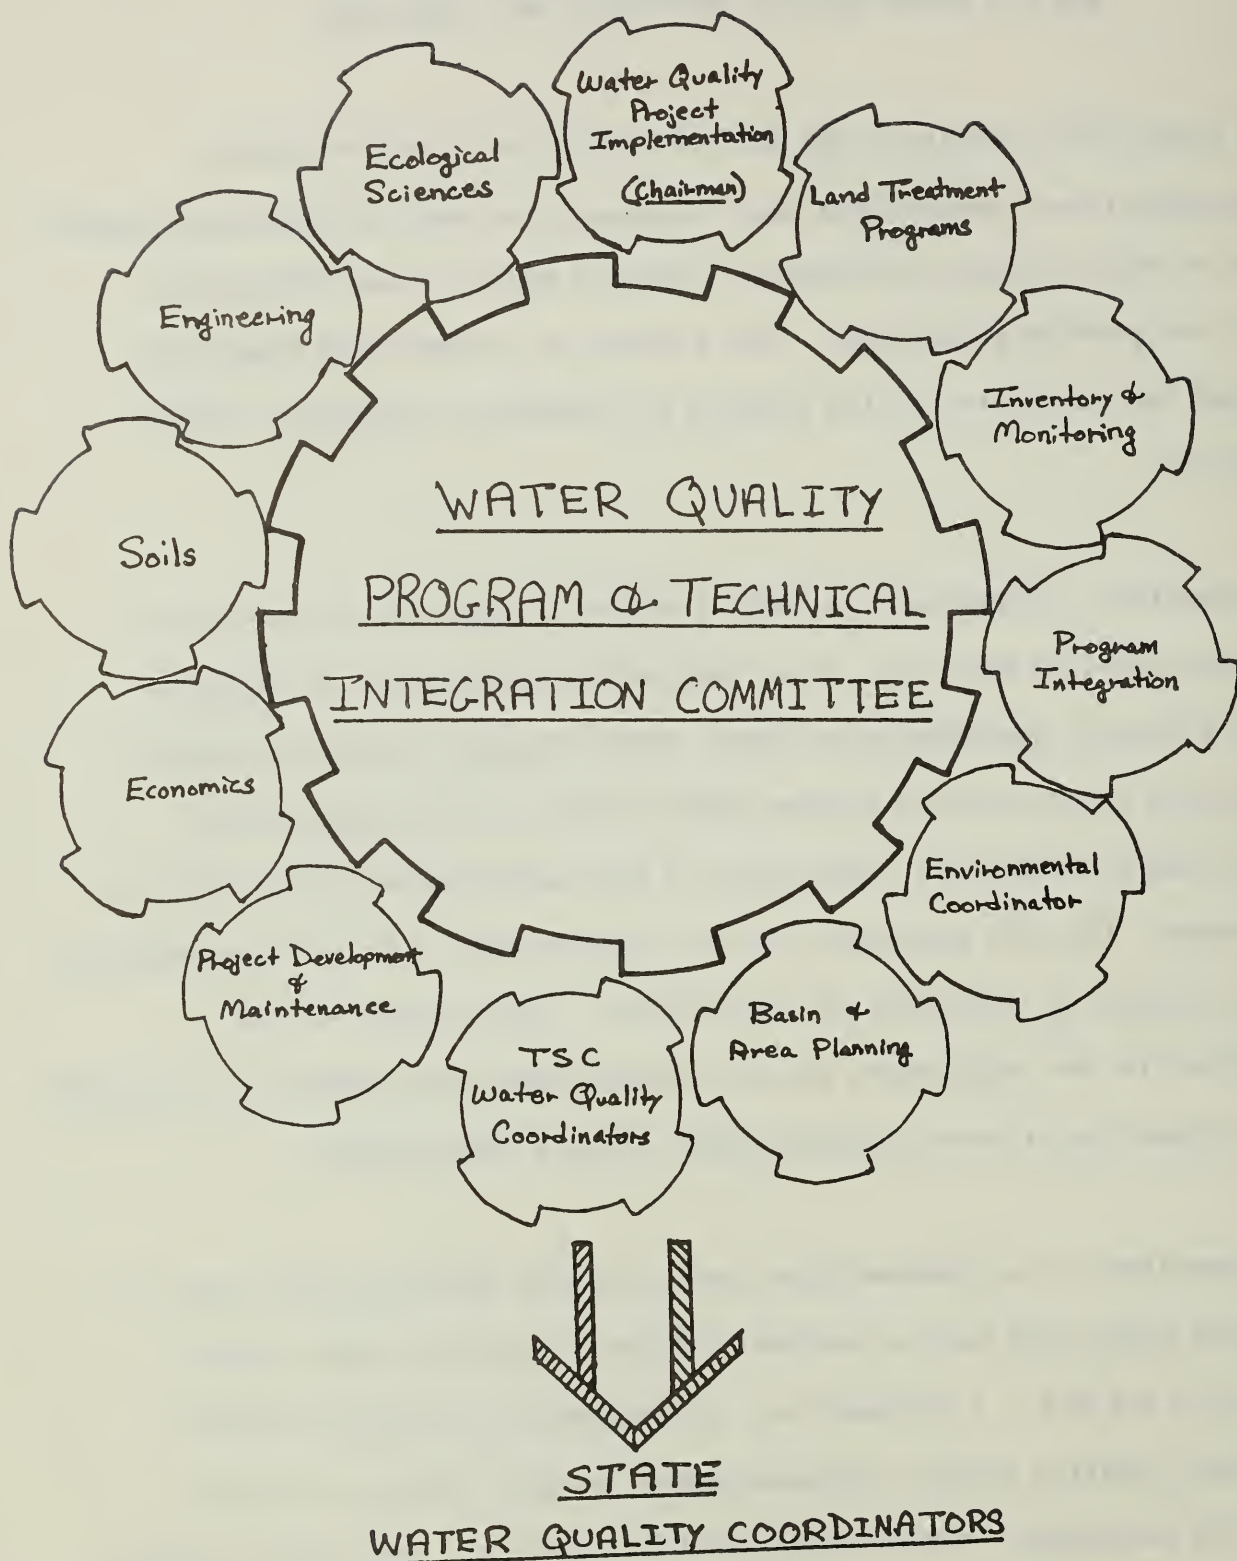 Water Quality
Project
Implementation
(Chairman)
Land Treatment
Programs
Inventory &
Monitoring
Program
Integration
Environmental
Coordinator
Basin &
Area Planning
TSC
Water Quality
Coordinators
Project Development
&
Maintenance
Economics
Soils
Engineering
Ecological
Sciences
WATER QUALITY
PROGRAM & TECHNICAL
INTEGRATION COMMITTEE
STATE
WATER QUALITY COORDINATORS